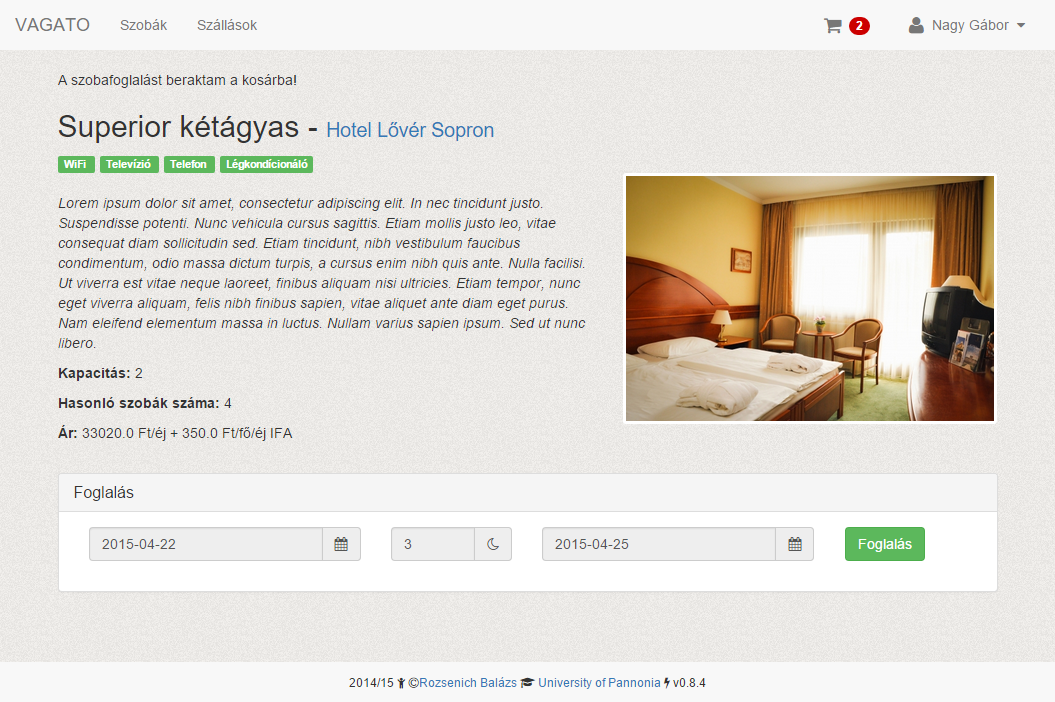 VAGATO Szobák Szállások 2 Nagy Gábor
A szobafoglalást beraktam a kosárba!
Superior kétágyas - Hotel Lővér Sopron
WiFi Televízió Telefon Légkondícionáló
Lorem ipsum dolor sit amet, consectetur adipiscing elit. In nec tincidunt justo.
Suspendisse potenti. Nunc vehicula cursus sagittis. Etiam mollis justo leo, vitae
consequat diam sollicitudin sed. Etiam tincidunt, nibh vestibulum faucibus
condimentum, odio massa dictum turpis, a cursus enim nibh quis ante. Nulla facilisi.
Ut viverra est vitae neque laoreet, finibus aliquam nisi ultricies. Etiam tempor, nunc
eget viverra aliquam, felis nibh finibus sapien, vitae aliquet ante diam eget purus.
Nam eleifend elementum massa in luctus. Nullam varius sapien ipsum. Sed ut nunc
libero.
Kapacitás: 2
Hasonló szobák száma: 4
Ár: 33020.0 Ft/éj + 350.0 Ft/fő/éj IFA
Foglalás
2015-04-22 3 2015-04-25 Foglalás
2014/15 ©Rozsenich Balázs University of Pannonia v0.8.4